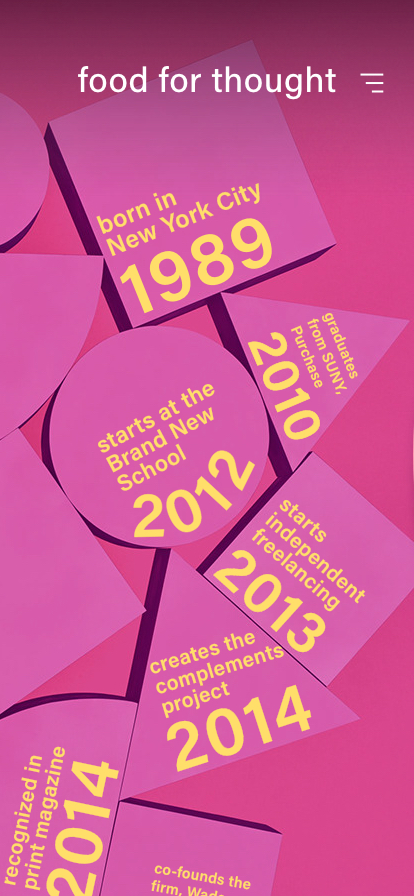 food for thought
born in
New York City
1989
graduates
from SUNY,
Purchase
2010
starts at the
Brand New
School
2012
starts
independent
freelancing
2013
creates the
complements
project
2014
recognized in
print magazine
2014
co-founds the
firm, Wade